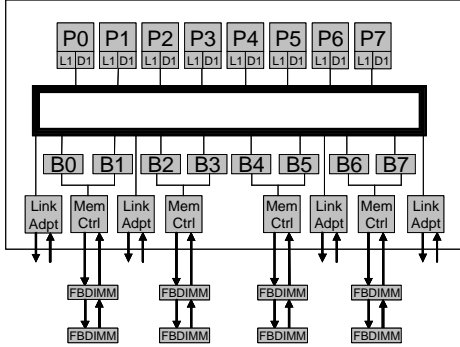 P0 P1 P2 P3 P4 P5 P6 P7
L1 D1 L1 D1 L1 D1 L1 D1 L1 D1 L1 D1 L1 D1 L1 D1
B0 B1 B2 B3 B4 B5 B6 B7
Link Mem Link Mem Mem Link Mem Link
Adpt Ctrl Adpt Ctrl Ctrl Adpt Ctrl Adpt
FBDIMM FBDIMM FBDIMM FBDIMM
FBDIMM FBDIMM FBDIMM FBDIMM